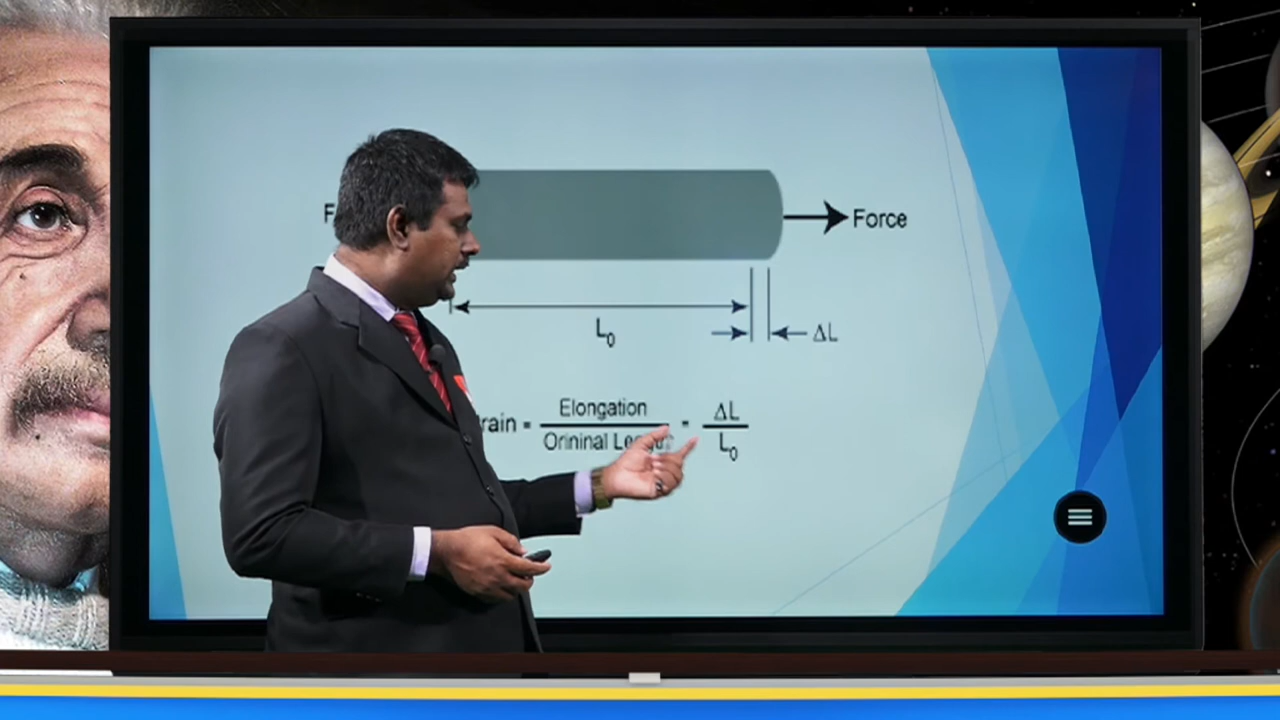 Force
L0
ΔL
Elongation
= ΔL
Orininal
L0